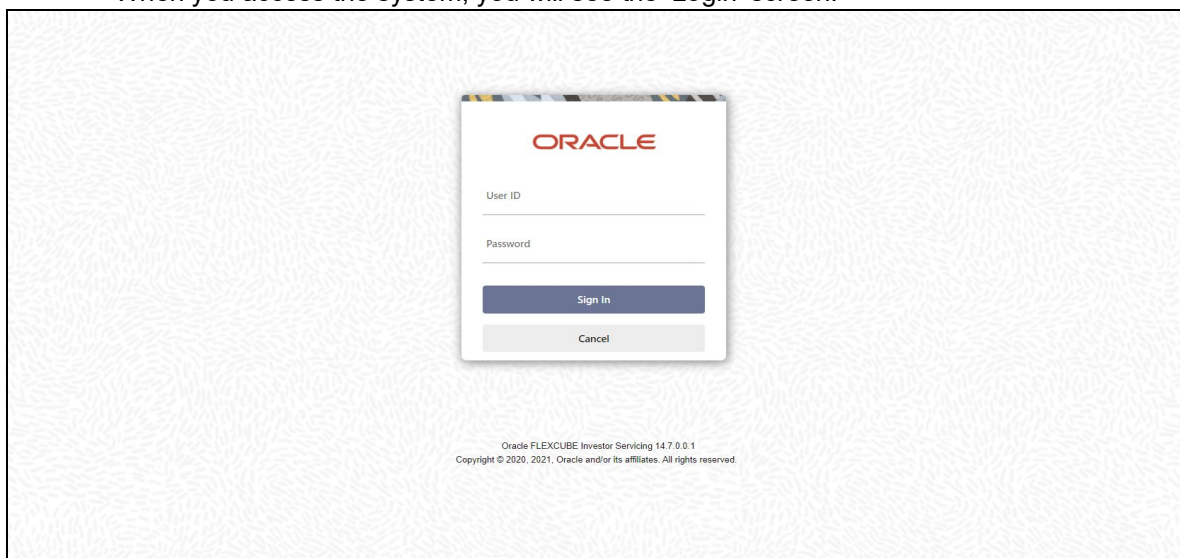 When you access the system, you will see the 'Login' screen.
ORACLE
User ID
Password
Sign In
Cancel
Oracle FLEXCUBE Investor Servicing 14.7.0.0.1
Copyright © 2020, 2021, Oracle and/or its affiliates. All rights reserved.